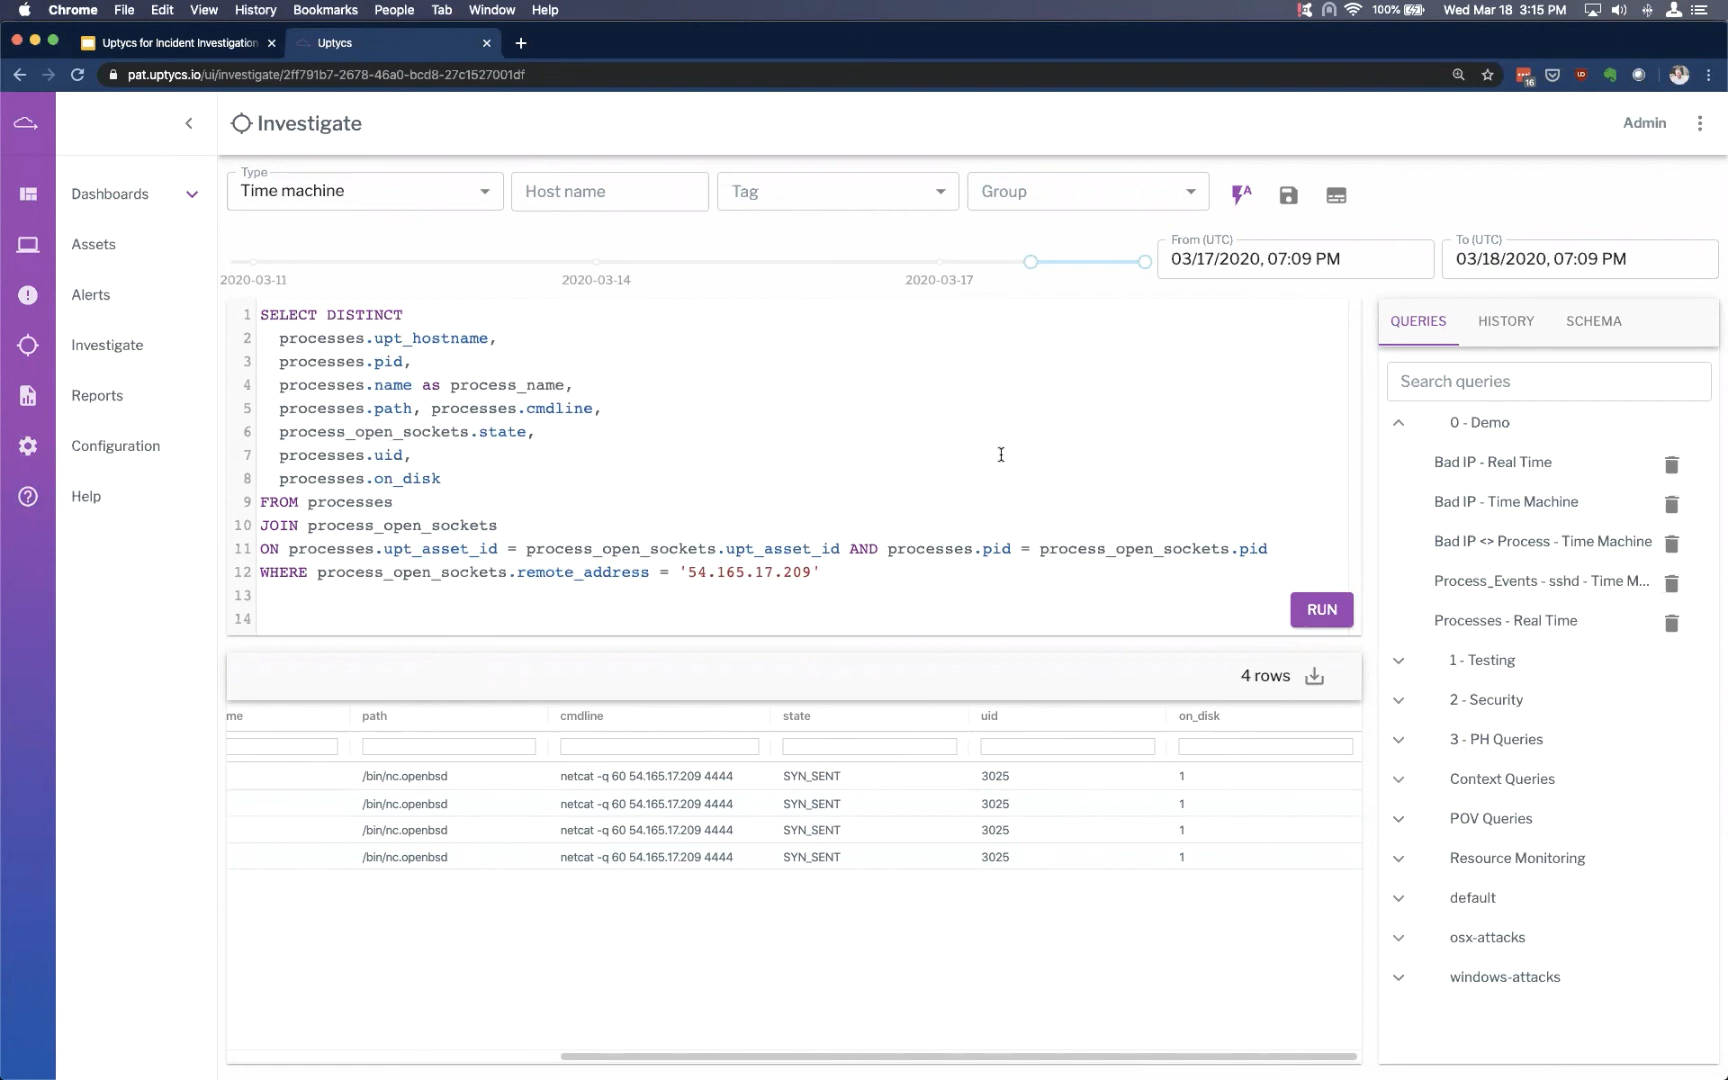 Chrome File Edit View History Bookmarks People Tab Window Help 100% Wed Mar 18 3:15 PM
Uptycs for Incident Investigation
Uptycs
pat.uptycs.io/ui/investigate/2ff791b7-2678-46a0-bcd8-27c1527001df
16
Investigate
Admin
Dashboards
Assets
Alerts
Investigate
Reports
Configuration
Help
Type
Time machine
Host name
Tag
Group
A
2020-03-11
2020-03-14
2020-03-17
From (UTC)
03/17/2020, 07:09 PM
To (UTC)
03/18/2020, 07:09 PM
1 SELECT DISTINCT
2 processes.upt_hostname,
3 processes.pid,
4 processes.name as process_name,
5 processes.path, processes.cmdline,
6 process_open_sockets.state,
7 processes.uid,
8 processes.on_disk
9 FROM processes
10 JOIN process_open_sockets
11 ON processes.upt_asset_id = process_open_sockets.upt_asset_id AND processes.pid = process_open_sockets.pid
12 WHERE process_open_sockets.remote_address = '54.165.17.209'
13
14
RUN
4 rows
me path cmdline state uid on_disk
/bin/nc.openbsd netcat -q 60 54.165.17.209 4444 SYN_SENT 3025 1
/bin/nc.openbsd netcat -q 60 54.165.17.209 4444 SYN_SENT 3025 1
/bin/nc.openbsd netcat -q 60 54.165.17.209 4444 SYN_SENT 3025 1
/bin/nc.openbsd netcat -q 60 54.165.17.209 4444 SYN_SENT 3025 1
QUERIES HISTORY SCHEMA
Search queries
0 - Demo
Bad IP - Real Time
Bad IP - Time Machine
Bad IP <> Process - Time Machine
Process_Events - sshd - Time M...
Processes - Real Time
1 - Testing
2 - Security
3 - PH Queries
Context Queries
POV Queries
Resource Monitoring
default
osx-attacks
windows-attacks